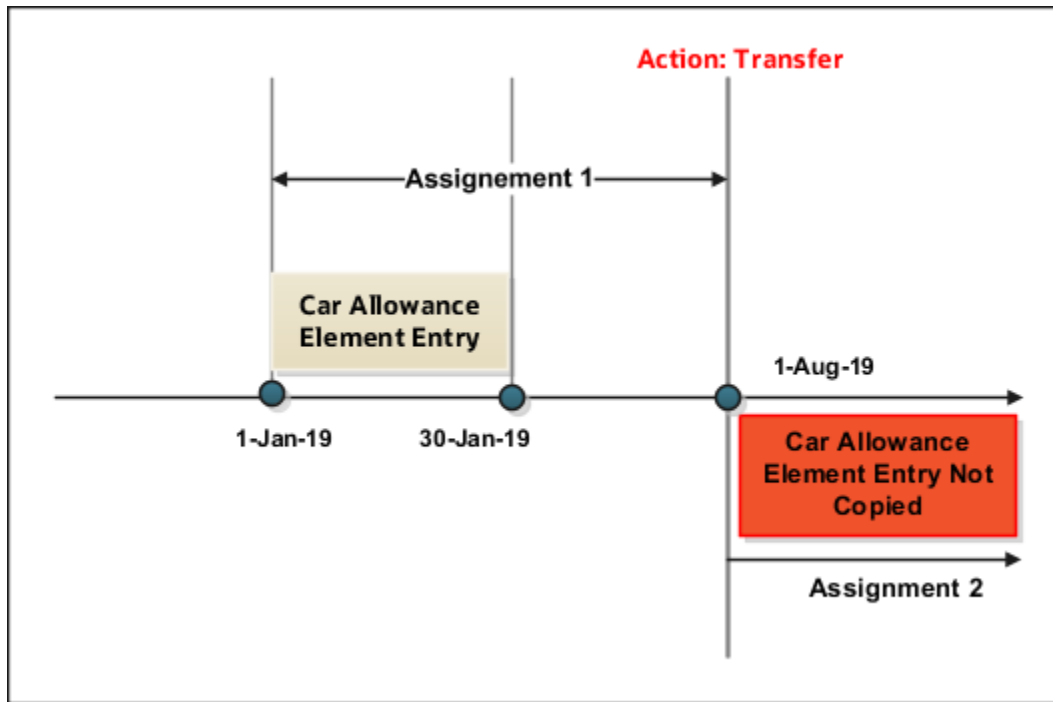 Action: Transfer
Assignement 1
Car Allowance
Element Entry
1-Aug-19
1-Jan-19
30-Jan-19
Car Allowance
Element Entry Not
Copied
Assignment 2